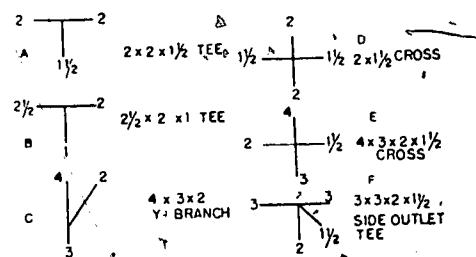 2 2
A
1½
2 x 2 x 1½ TEE
2½ 2
B
2½ x 2 x 1 TEE
4 2
C
3
4 x 3 x 2
Y-BRANCH
2
1½ 1½
2
D
2 x 1½ CROSS
4
2 1½
3
E
4 x 3 x 2 x 1½
CROSS
3 3
1½
2
F
3 x 3 x 2 x 1½
SIDE OUTLET
TEE